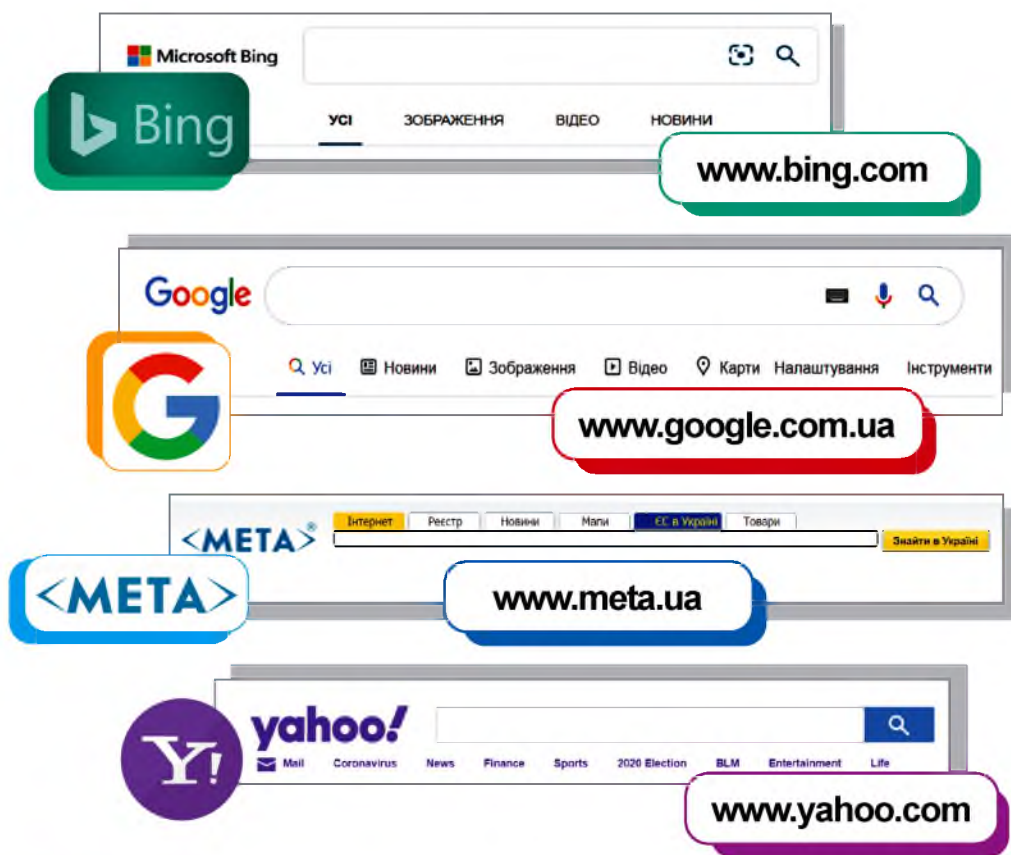 Microsoft Bing
Bing
УСІ ЗОБРАЖЕННЯ ВІДЕО НОВИНИ
www.bing.com
Google
G
Усі Новини Зображення Відео Карти Налаштування Інструменти
www.google.com.ua
Інтернет Реєстр Новини Мапи ЄС в Україні Товари
<META>®
Знайти в Україні
<META>
www.meta.ua
yahoo!
Y!
Mail Coronavirus News Finance Sports 2020 Election BLM Entertainment Life
www.yahoo.com